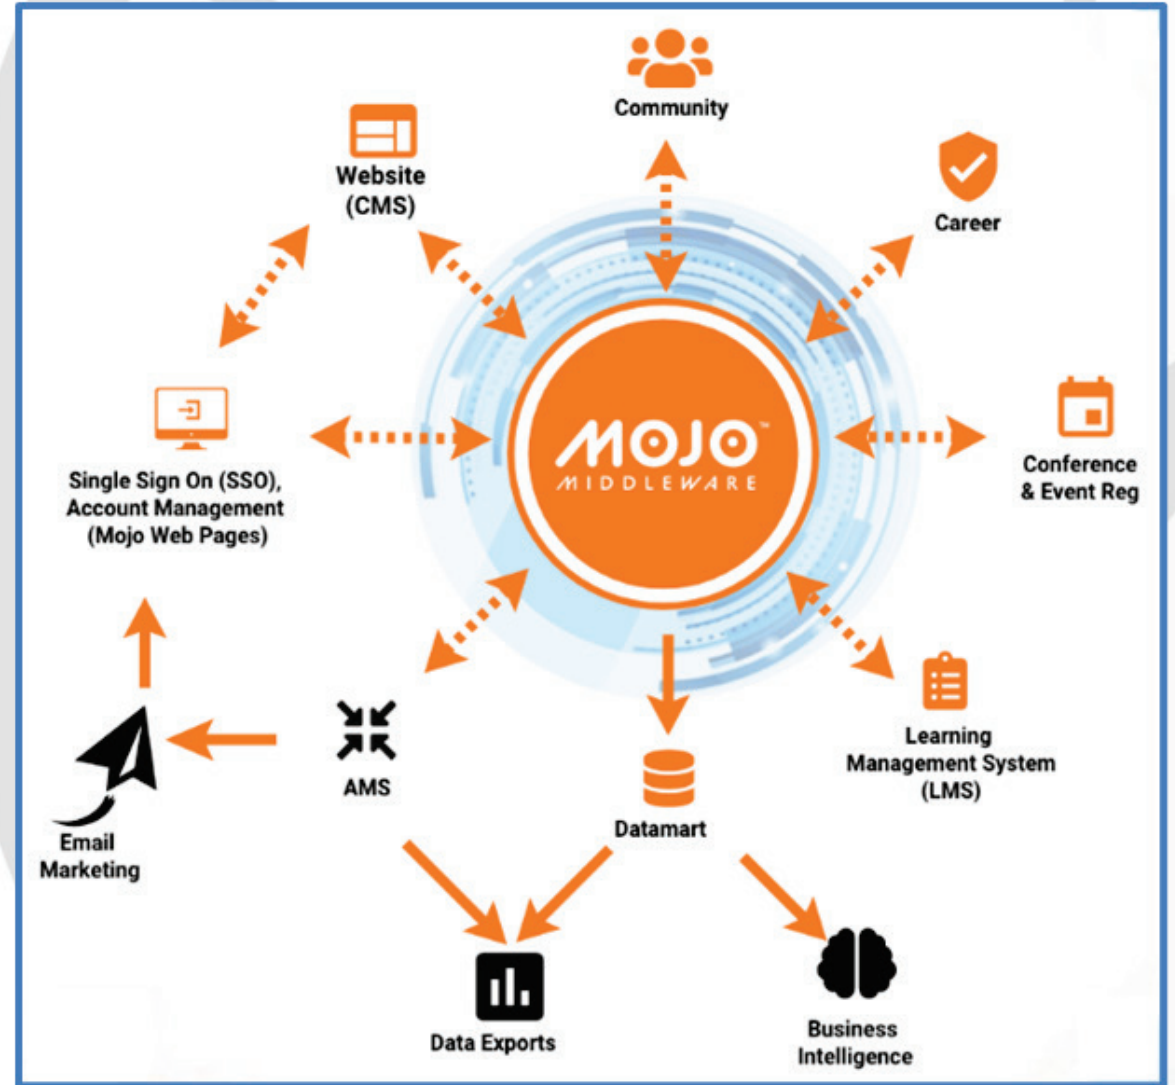 Community
Website
(CMS)
Career
MOJO™
MIDDLEWARE
Conference
& Event Reg
Single Sign On (SSO),
Account Management
(Mojo Web Pages)
Learning
Management System
(LMS)
AMS
Datamart
Email
Marketing
Data Exports
Business
Intelligence